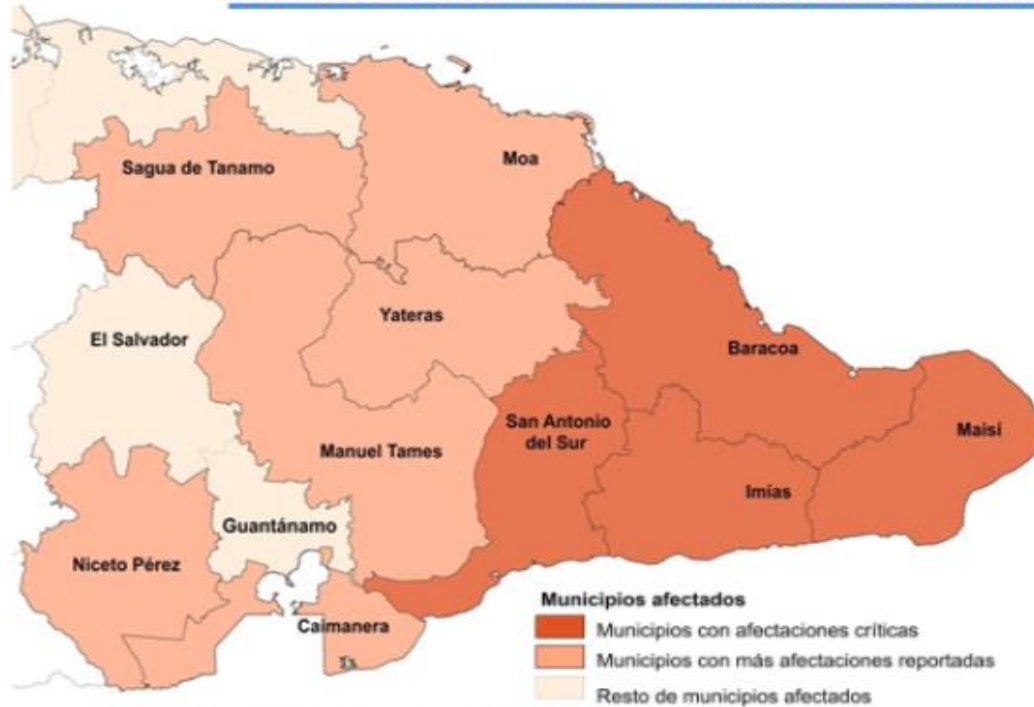 Moa
Sagua de Tanamo
Yateras
El Salvador
Baracoa
San Antonio
del Sur
Maisí
Manuel Tames
Imías
Guantánamo
Niceto Pérez
Caimanera
Municipios afectados
Municipios con afectaciones críticas
Municipios con más afectaciones reportadas
Resto de municipios afectados